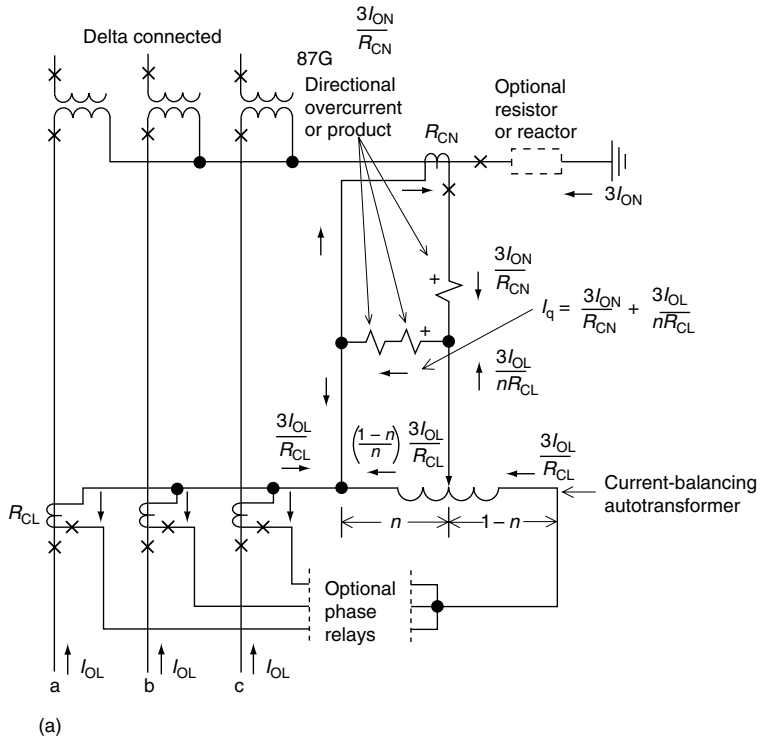 Delta connected
3I_ON / R_CN
87G
Directional
overcurrent
or product
Optional
resistor
or reactor
R_CN
3I_ON
+
3I_ON / R_CN
I_q = 3I_ON / R_CN + 3I_OL / nR_CL
+
3I_OL / nR_CL
3I_OL / R_CL
((1 – n) / n) 3I_OL / R_CL
3I_OL / R_CL
Current-balancing
autotransformer
R_CL
n
1 – n
Optional
phase
relays
I_OL
I_OL
I_OL
a
b
c
(a)